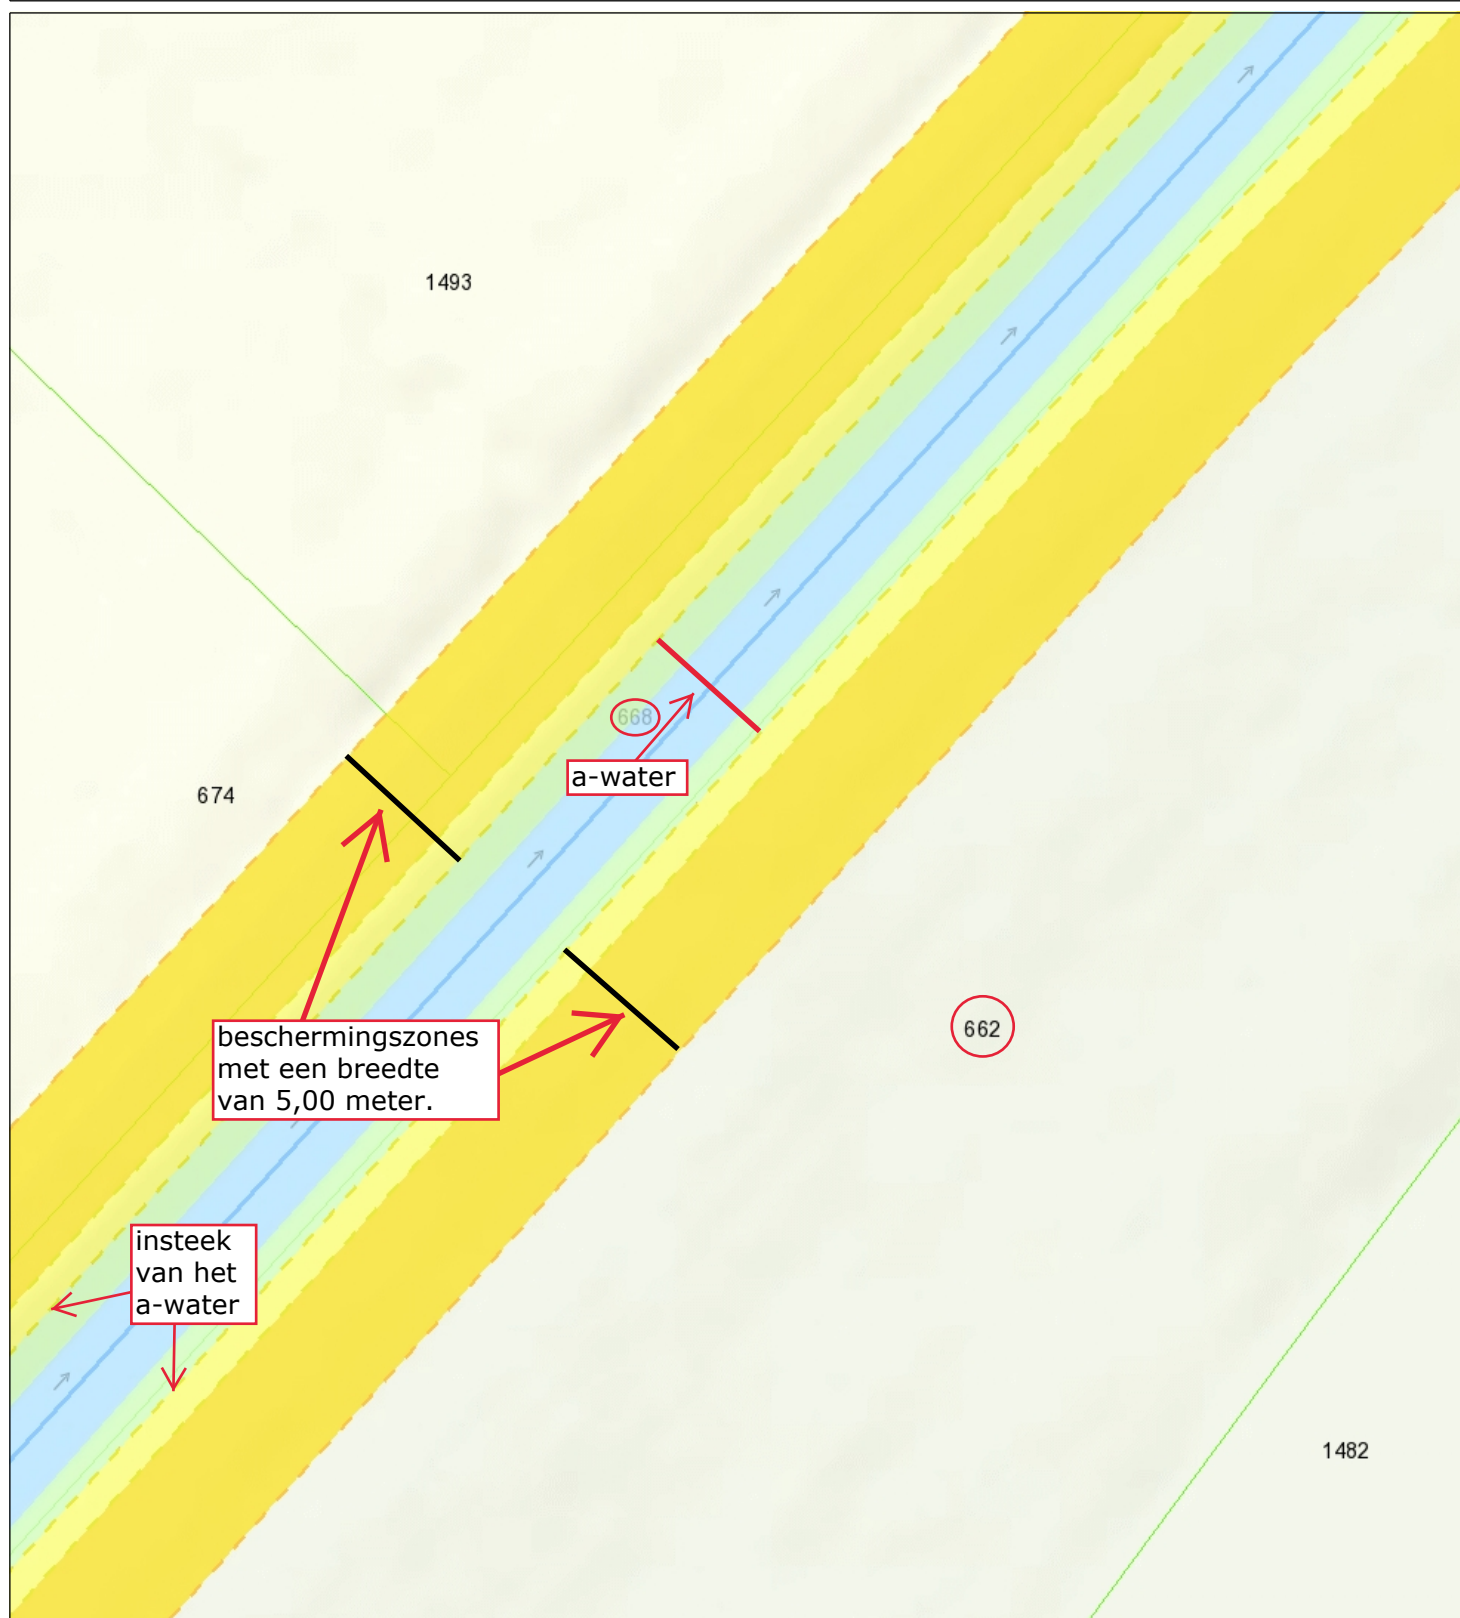 1493
668
a-water
674
beschermingszones
met een breedte
van 5,00 meter.
662
insteek
van het
a-water
1482